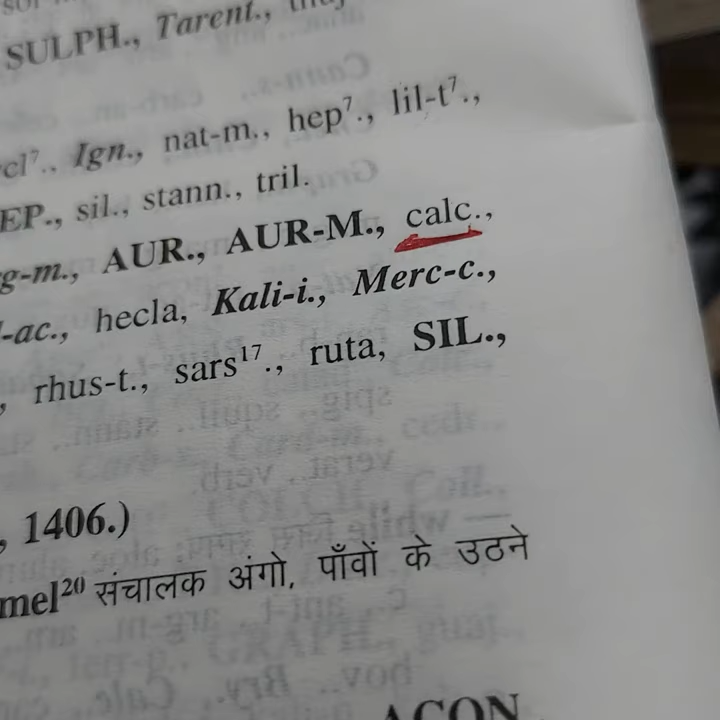 SULPH., Tarent.,
Ign., nat-m., hep⁷., lil-t⁷.,
EP., sil., stann., tril.
g-m., AUR., AUR-M., calc.,
-ac., hecla, Kali-i., Merc-c.,
, rhus-t., sars¹⁷., ruta, SIL.,
, 1406.)
mel²⁰ संचालक अंगो, पाँवों के उठने
ACON